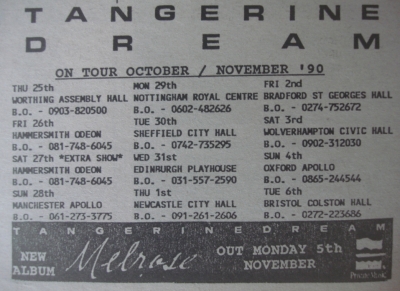 TANGERINE
DREAM
ON TOUR OCTOBER / NOVEMBER '90
THU 25th
WORTHING ASSEMBLY HALL
B.O. - 0903-820500
FRI 26th
HAMMERSMITH ODEON
B.O. - 081-748-6045
SAT 27th *EXTRA SHOW*
HAMMERSMITH ODEON
B.O. - 081-748-6045
SUN 28th
MANCHESTER APOLLO
B.O. - 061-273-3775
MON 29th
NOTTINGHAM ROYAL CENTRE
B.O. - 0602-482626
TUE 30th
SHEFFIELD CITY HALL
B.O. - 0742-735295
WED 31st
EDINBURGH PLAYHOUSE
B.O. - 031-557-2590
THU 1st
NEWCASTLE CITY HALL
B.O. - 091-261-2606
FRI 2nd
BRADFORD ST GEORGES HALL
B.O. - 0274-752672
SAT 3rd
WOLVERHAMPTON CIVIC HALL
B.O. - 0902-312030
SUN 4th
OXFORD APOLLO
B.O. - 0865-244544
TUE 6th
BRISTOL COLSTON HALL
B.O. - 0272-223686
TANGERINE DREAM
NEW
ALBUM
Melrose
OUT MONDAY 5th
NOVEMBER
Private Music